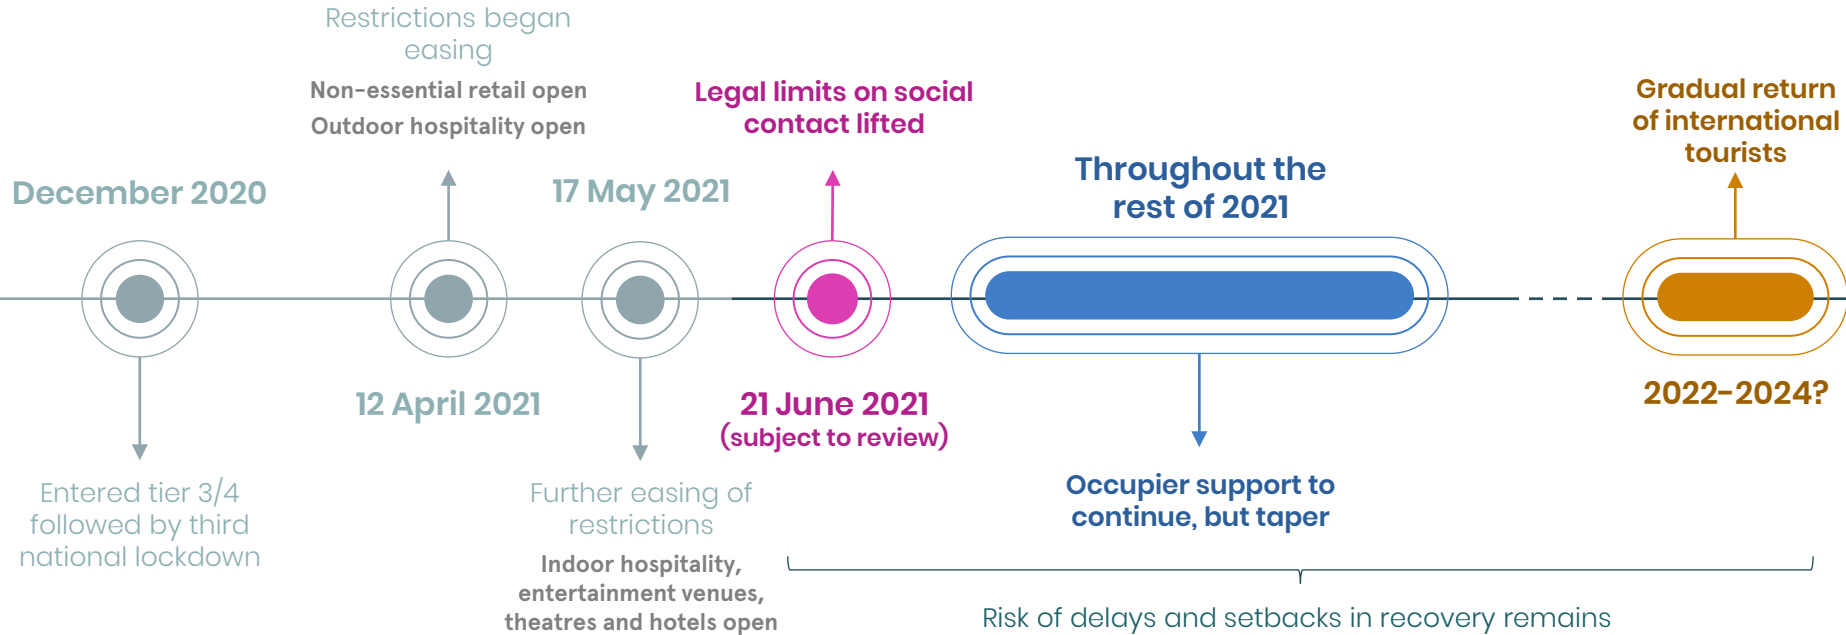 December 2020
Entered tier 3/4
followed by third
national lockdown
Restrictions began
easing
Non-essential retail open
Outdoor hospitality open
12 April 2021
17 May 2021
Further easing of
restrictions
Indoor hospitality,
entertainment venues,
theatres and hotels open
Legal limits on social
contact lifted
21 June 2021
(subject to review)
Throughout the
rest of 2021
Occupier support to
continue, but taper
Gradual return
of international
tourists
2022-2024?
Risk of delays and setbacks in recovery remains